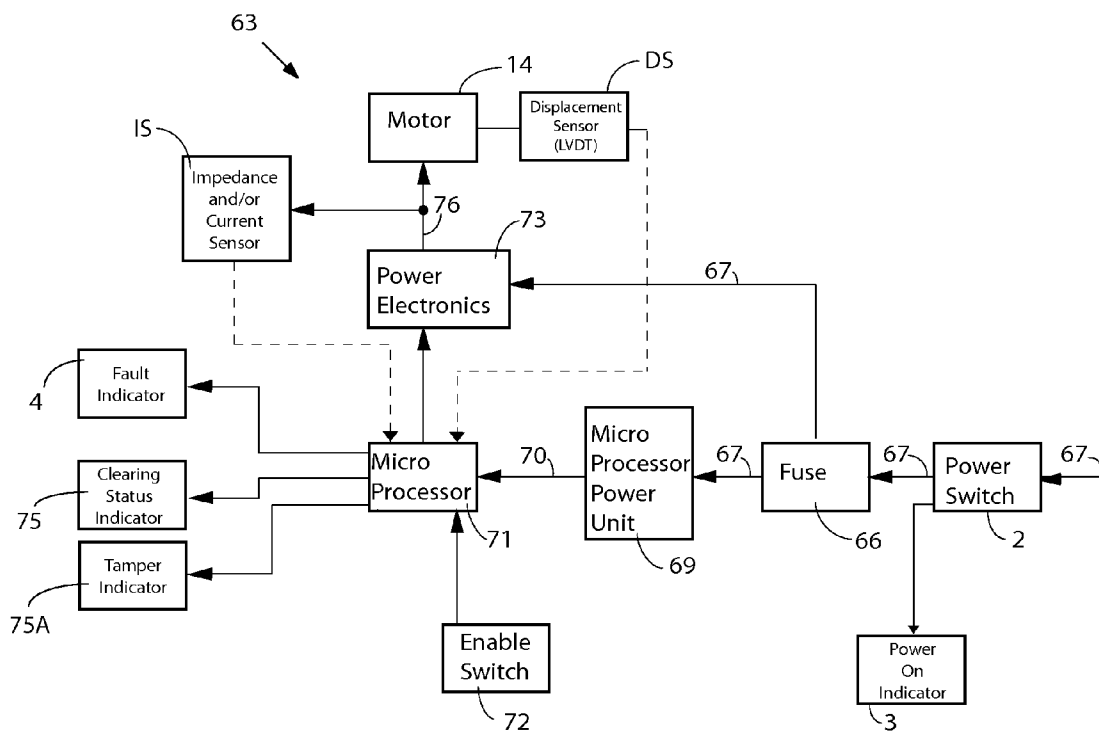 63
14
DS
IS
Motor
Displacement
Sensor
(LVDT)
Impedance
and/or
Current
Sensor
76
73
Power
Electronics
67
4
Fault
Indicator
Clearing
Status
Indicator
75
Tamper
Indicator
75A
Micro
Processor
71
70
Micro
Processor
Power
Unit
69
67
Fuse
66
67
Power
Switch
2
67
Enable
Switch
72
Power
On
Indicator
3